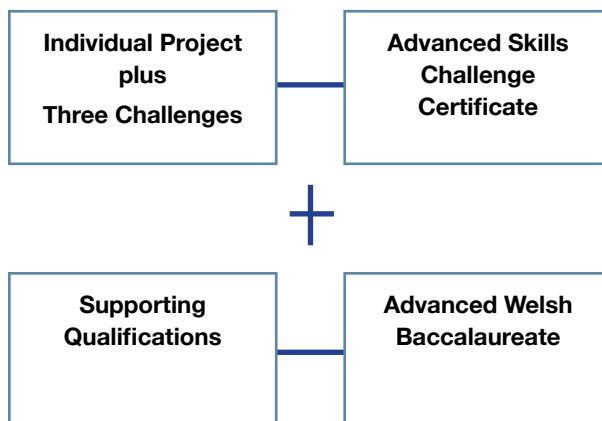 Individual Project
plus
Three Challenges
Advanced Skills
Challenge
Certificate
+
Supporting
Qualifications
Advanced Welsh
Baccalaureate